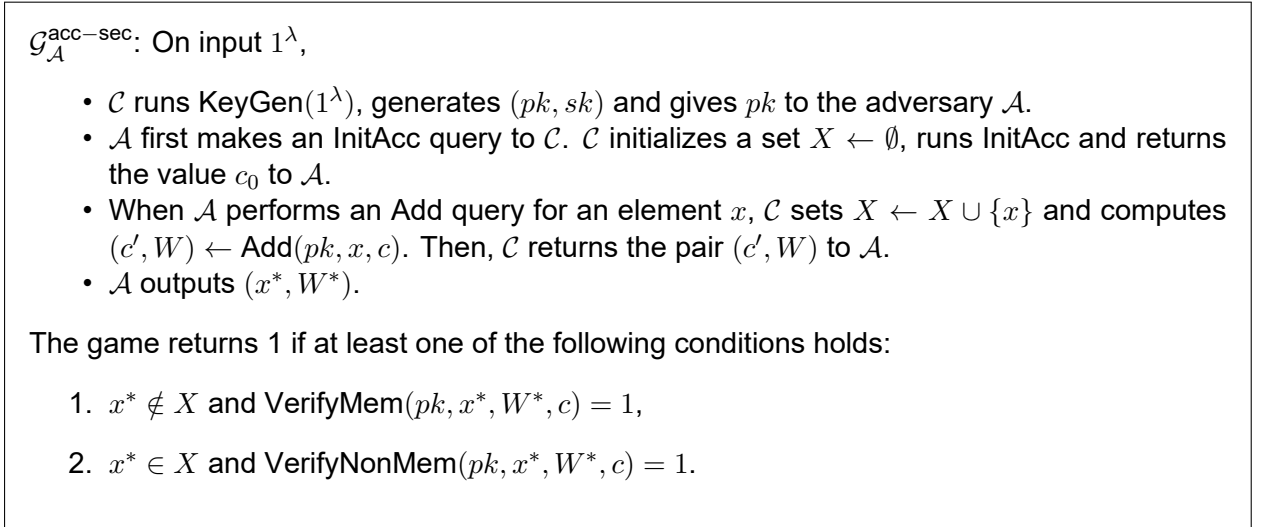 $\mathcal{G}_{\mathcal{A}}^{\mathsf{acc-sec}}$: On input $1^\lambda$,
• $\mathcal{C}$ runs KeyGen($1^\lambda$), generates $(pk, sk)$ and gives $pk$ to the adversary $\mathcal{A}$.
• $\mathcal{A}$ first makes an InitAcc query to $\mathcal{C}$. $\mathcal{C}$ initializes a set $X \leftarrow \emptyset$, runs InitAcc and returns
the value $c_0$ to $\mathcal{A}$.
• When $\mathcal{A}$ performs an Add query for an element $x$, $\mathcal{C}$ sets $X \leftarrow X \cup \{x\}$ and computes
$(c', W) \leftarrow$ Add$(pk, x, c)$. Then, $\mathcal{C}$ returns the pair $(c', W)$ to $\mathcal{A}$.
• $\mathcal{A}$ outputs $(x^*, W^*)$.
The game returns 1 if at least one of the following conditions holds:
1. $x^* \notin X$ and VerifyMem$(pk, x^*, W^*, c) = 1$,
2. $x^* \in X$ and VerifyNonMem$(pk, x^*, W^*, c) = 1$.